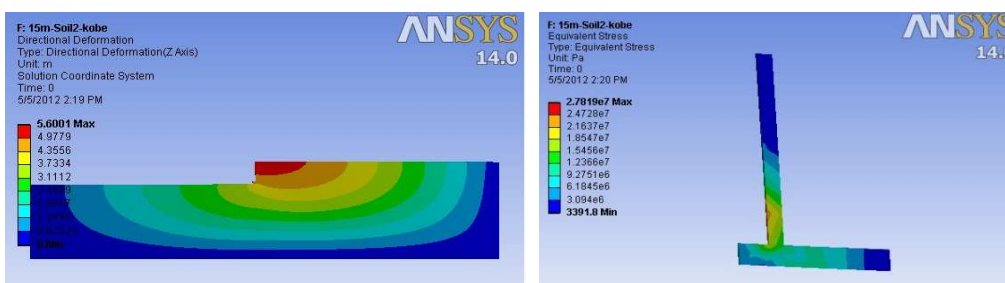 F: 15m-Soil2-kobe
Directional Deformation
Type: Directional Deformation(Z Axis)
Unit: m
Solution Coordinate System
Time: 0
5/5/2012 2:19 PM
ANSYS
14.0
5.6001 Max
4.9779
4.3556
3.7334
3.1112
F: 15m-Soil2-kobe
Equivalent Stress
Type: Equivalent Stress
Unit: Pa
Time: 0
5/5/2012 2:20 PM
ANSYS
14.
2.7819e7 Max
2.4728e7
2.1637e7
1.8547e7
1.5456e7
1.2366e7
9.2751e6
6.1845e6
3.094e6
3391.8 Min